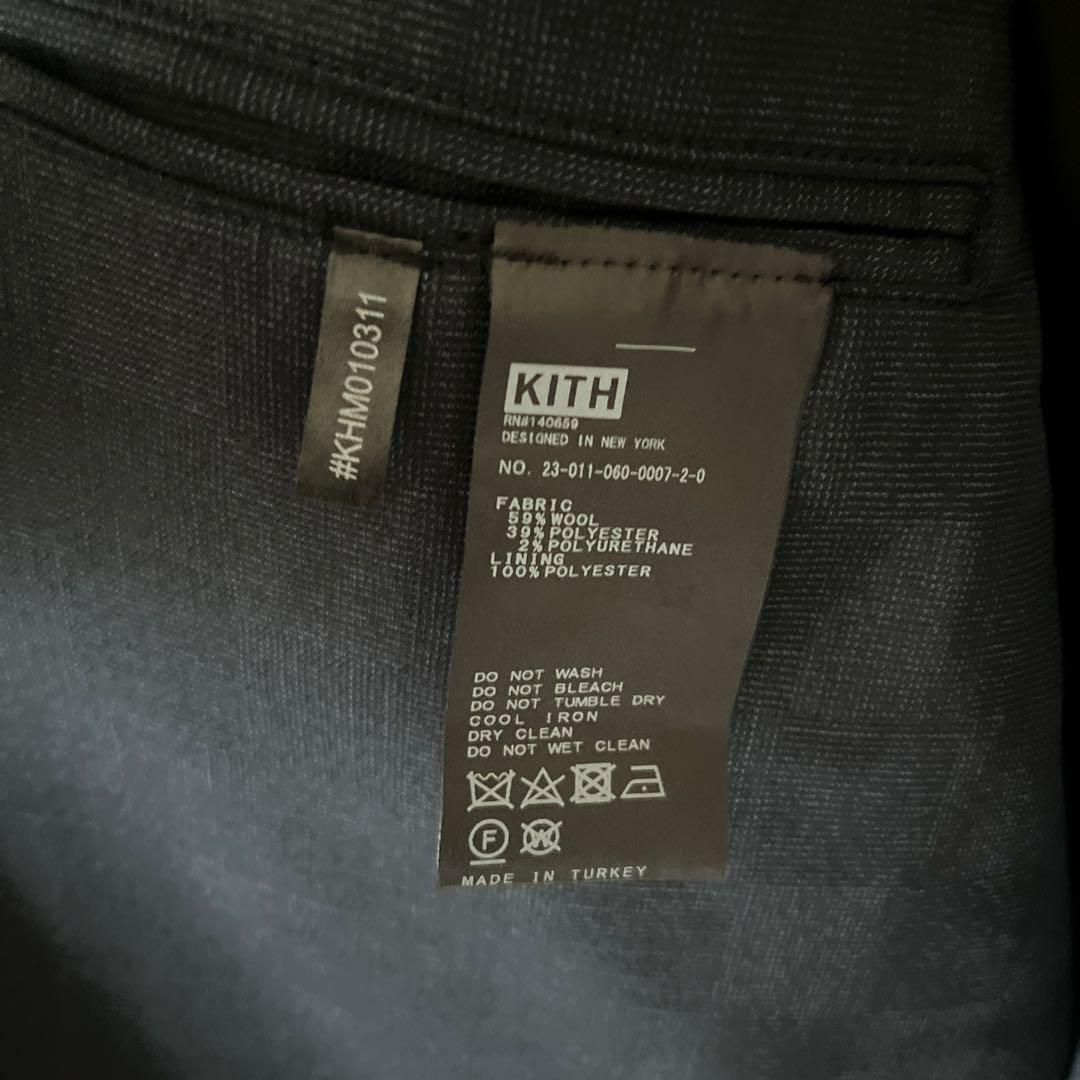 #KHM010311
KITH
RN#140659
DESIGNED IN NEW YORK
NO. 23-011-060-0007-2-0
FABRIC
59%WOOL
39%POLYESTER
2%POLYURETHANE
LINING
100%POLYESTER
DO NOT WASH
DO NOT BLEACH
DO NOT TUMBLE DRY
COOL IRON
DRY CLEAN
DO NOT WET CLEAN
F W
MADE IN TURKEY